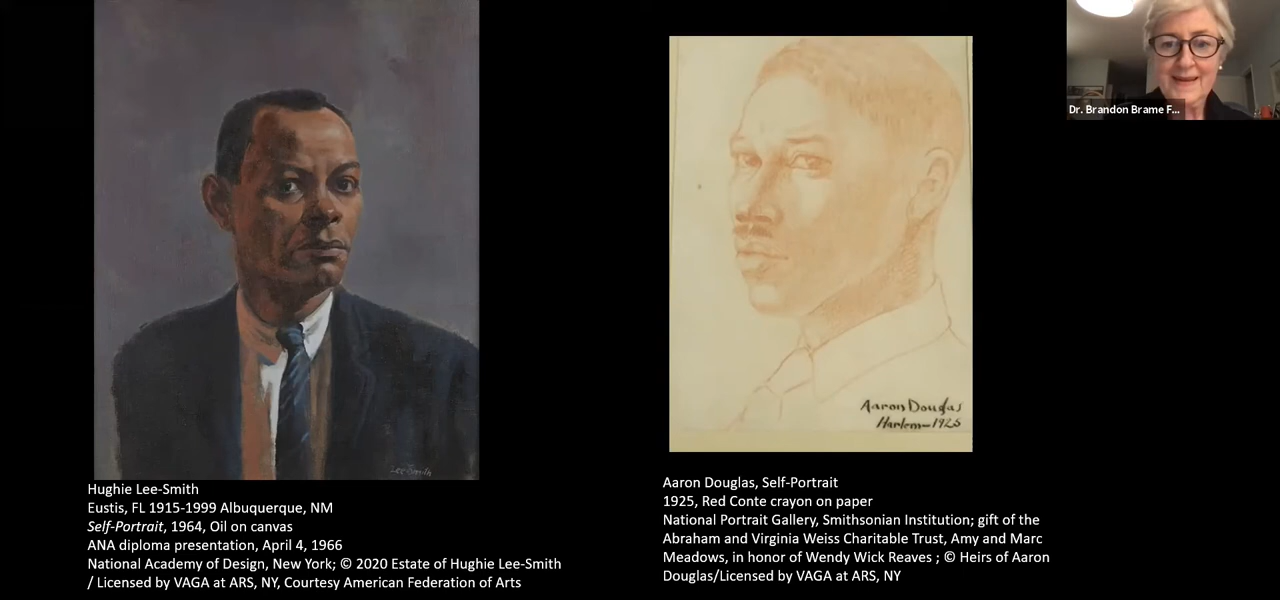 Dr. Brandon Brame F...
Lee-Smith
Aaron Douglas
Harlem—1925
Hughie Lee-Smith
Eustis, FL 1915-1999 Albuquerque, NM
Self-Portrait, 1964, Oil on canvas
ANA diploma presentation, April 4, 1966
National Academy of Design, New York; © 2020 Estate of Hughie Lee-Smith
/ Licensed by VAGA at ARS, NY, Courtesy American Federation of Arts
Aaron Douglas, Self-Portrait
1925, Red Conte crayon on paper
National Portrait Gallery, Smithsonian Institution; gift of the
Abraham and Virginia Weiss Charitable Trust, Amy and Marc
Meadows, in honor of Wendy Wick Reaves ; © Heirs of Aaron
Douglas/Licensed by VAGA at ARS, NY